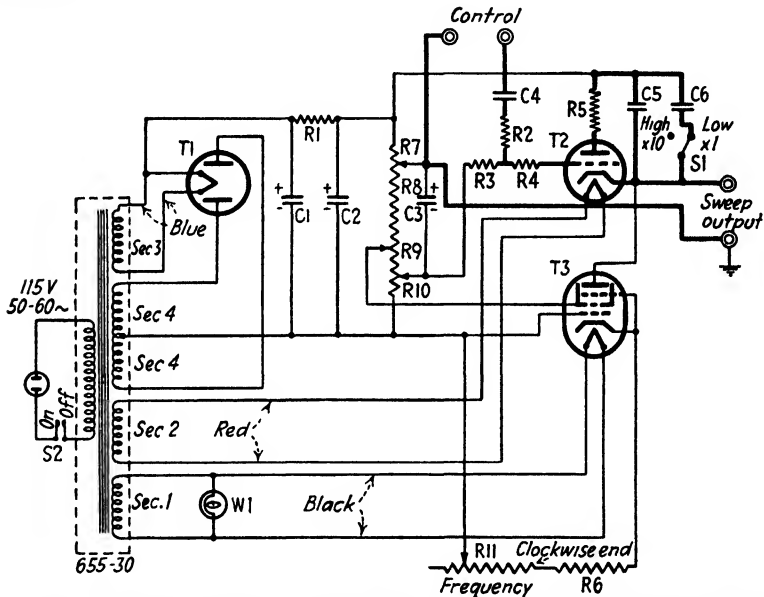 Control
C4
R2
R5
C5
C6
High
x10
Low
x1
S1
T1
R1
R7
T2
R3
R4
R8
C3
+
-
+
-
C1
+
-
C2
Blue
Sec 3
R9
R10
Sweep
output
T3
115 V
50-60~
Sec 4
Sec 4
On
Off
S2
Sec 2
Red
Sec.1
W1
Black
655-30
R11
Clockwise end
Frequency
R6